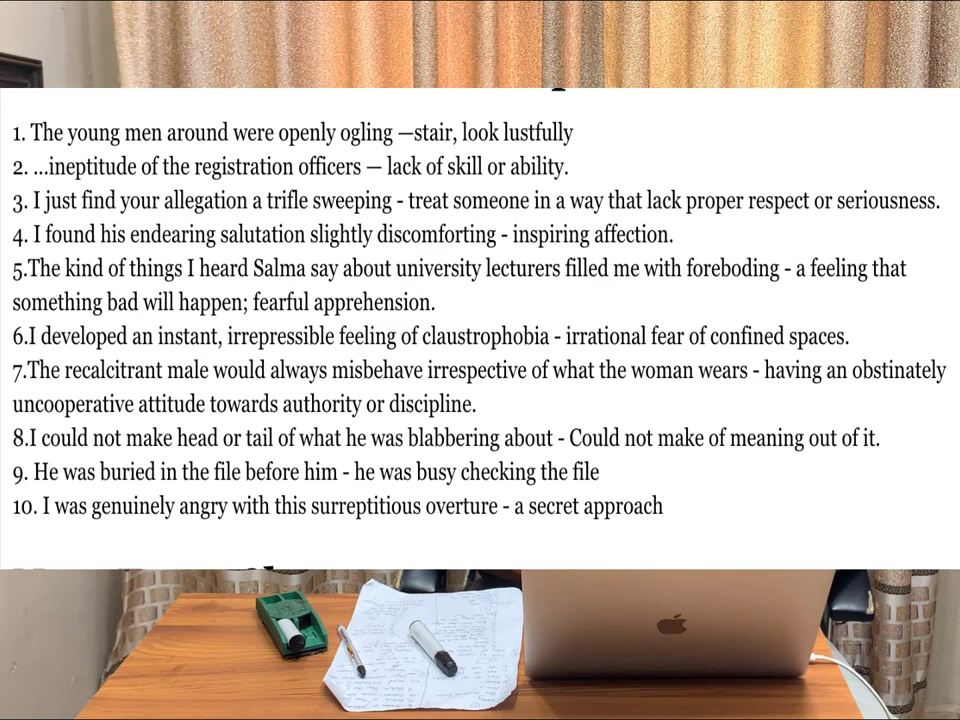 1. The young men around were openly ogling —stair, look lustfully
2. ...ineptitude of the registration officers — lack of skill or ability.
3. I just find your allegation a trifle sweeping - treat someone in a way that lack proper respect or seriousness.
4. I found his endearing salutation slightly discomforting - inspiring affection.
5.The kind of things I heard Salma say about university lecturers filled me with foreboding - a feeling that
something bad will happen; fearful apprehension.
6.I developed an instant, irrepressible feeling of claustrophobia - irrational fear of confined spaces.
7.The recalcitrant male would always misbehave irrespective of what the woman wears - having an obstinately
uncooperative attitude towards authority or discipline.
8.I could not make head or tail of what he was blabbering about - Could not make of meaning out of it.
9. He was buried in the file before him - he was busy checking the file
10. I was genuinely angry with this surreptitious overture - a secret approach